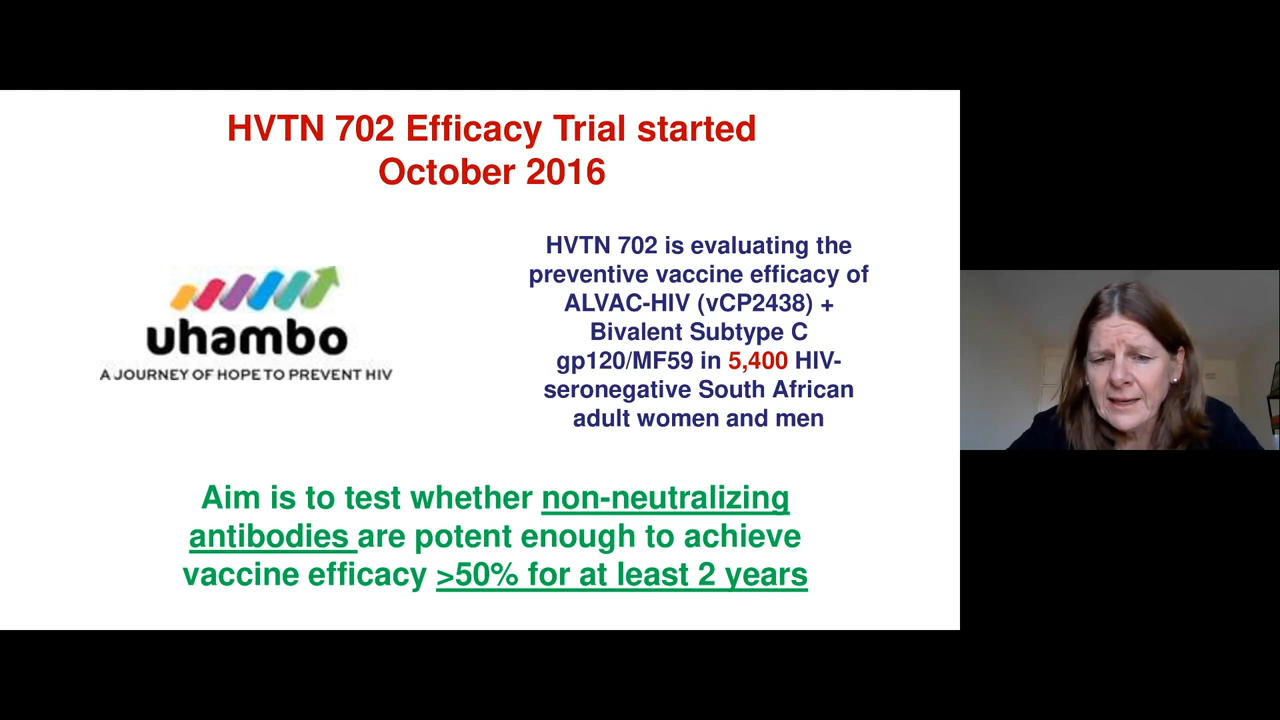 HVTN 702 Efficacy Trial started
October 2016
uhambo
A JOURNEY OF HOPE TO PREVENT HIV
HVTN 702 is evaluating the
preventive vaccine efficacy of
ALVAC-HIV (vCP2438) +
Bivalent Subtype C
gp120/MF59 in 5,400 HIV-
seronegative South African
adult women and men
Aim is to test whether non-neutralizing
antibodies are potent enough to achieve
vaccine efficacy >50% for at least 2 years